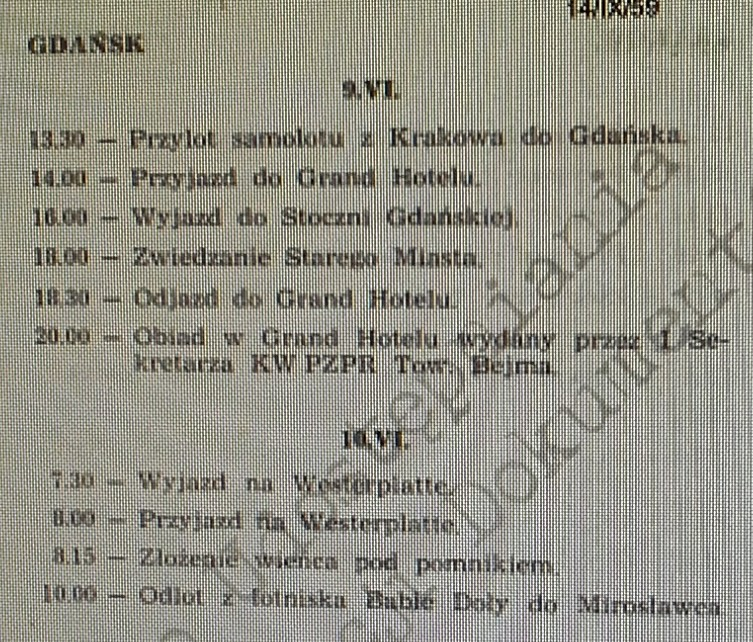 14/IX/59
GDAŃSK
9.VI.
13.30 — Przylot samolotu z Krakowa do Gdańska.
14.00 — Przyjazd do Grand Hotelu.
16.00 — Wyjazd do Stoczni Gdańskiej.
18.00 — Zwiedzanie Starego Miasta.
18.30 — Odjazd do Grand Hotelu.
20.00 — Obiad w Grand Hotelu wydany przez I Se-
kretarza KW PZPR Tow. Bejma.
10.VI.
7.30 — Wyjazd na Westerplatte.
8.00 — Przyjazd na Westerplatte.
8.15 — Złożenie wieńca pod pomnikiem.
10.00 — Odlot z lotniska Babie Doły do Mirosławca.
Dokument